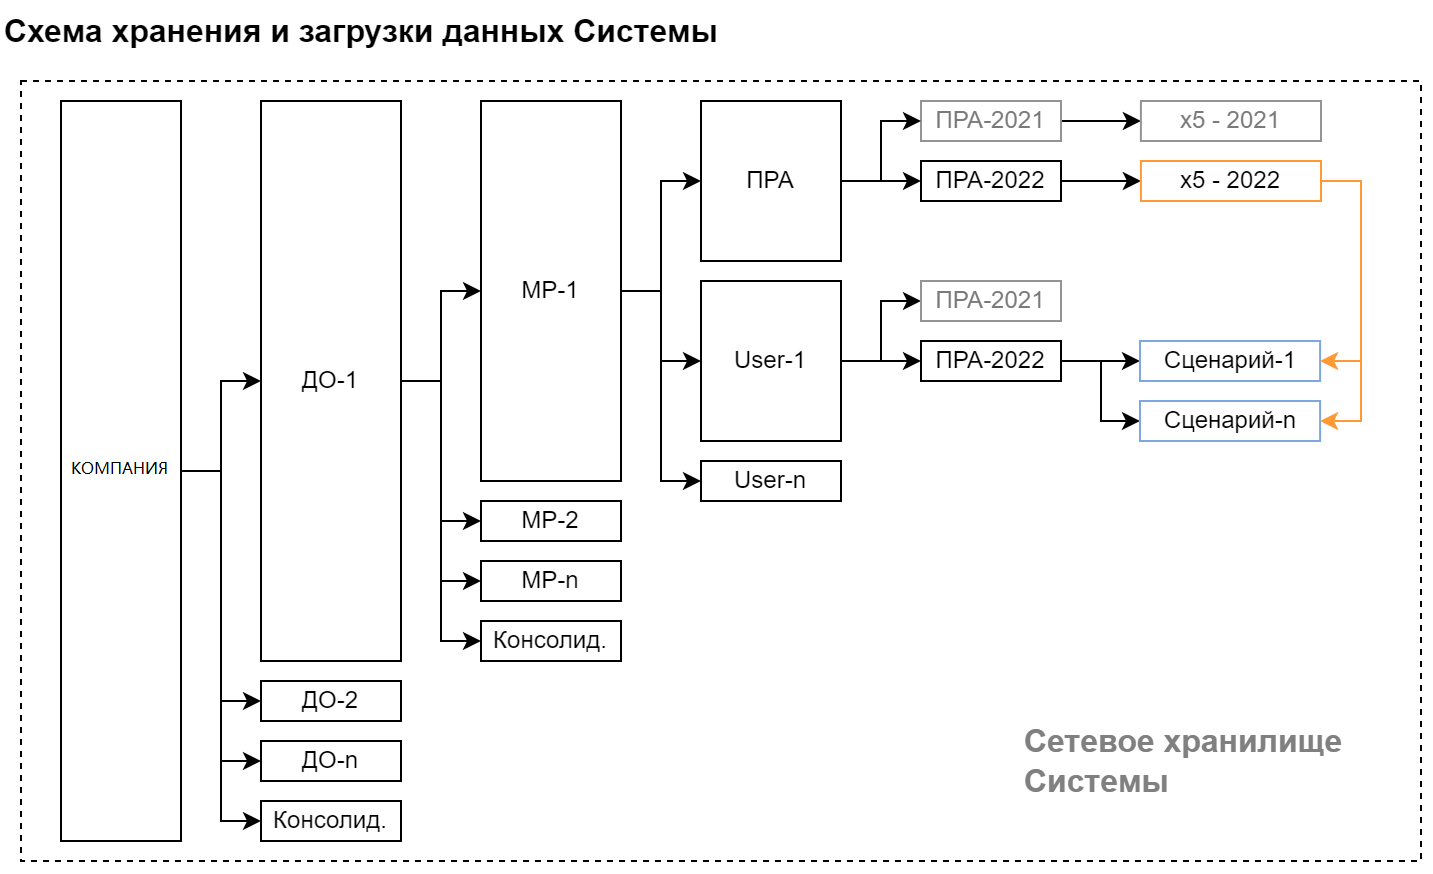 Схема хранения и загрузки данных Системы
КОМПАНИЯ
ДО-1
ДО-2
ДО-n
Консолид.
МР-1
МР-2
МР-n
Консолид.
ПРА
User-1
User-n
ПРА-2021
х5 - 2021
ПРА-2022
х5 - 2022
ПРА-2021
ПРА-2022
Сценарий-1
Сценарий-n
Сетевое хранилище
Системы